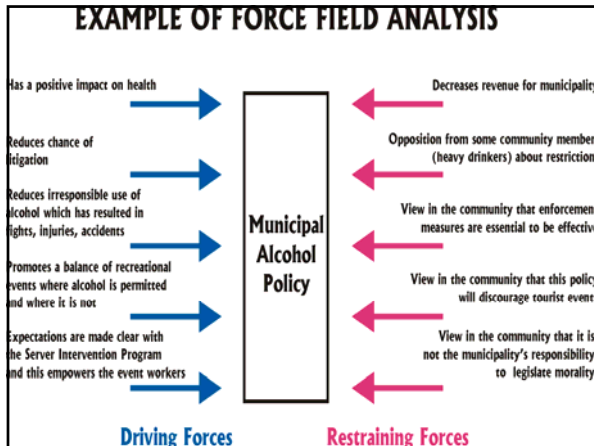 EXAMPLE OF FORCE FIELD ANALYSIS
Has a positive impact on health
Reduces chance of
litigation
Reduces irresponsible use of
alcohol which has resulted in
fights, injuries, accidents
Promotes a balance of recreational
events where alcohol is permitted
and where it is not
Expectations are made clear with
the Server Intervention Program
and this empowers the event workers
Municipal
Alcohol
Policy
Decreases revenue for municipality
Opposition from some community member
(heavy drinkers) about restriction
View in the community that enforcement
measures are essential to be effective
View in the community that this policy
will discourage tourist event
View in the community that it is
not the municipality's responsibility
to legislate morality
Driving Forces
Restraining Forces